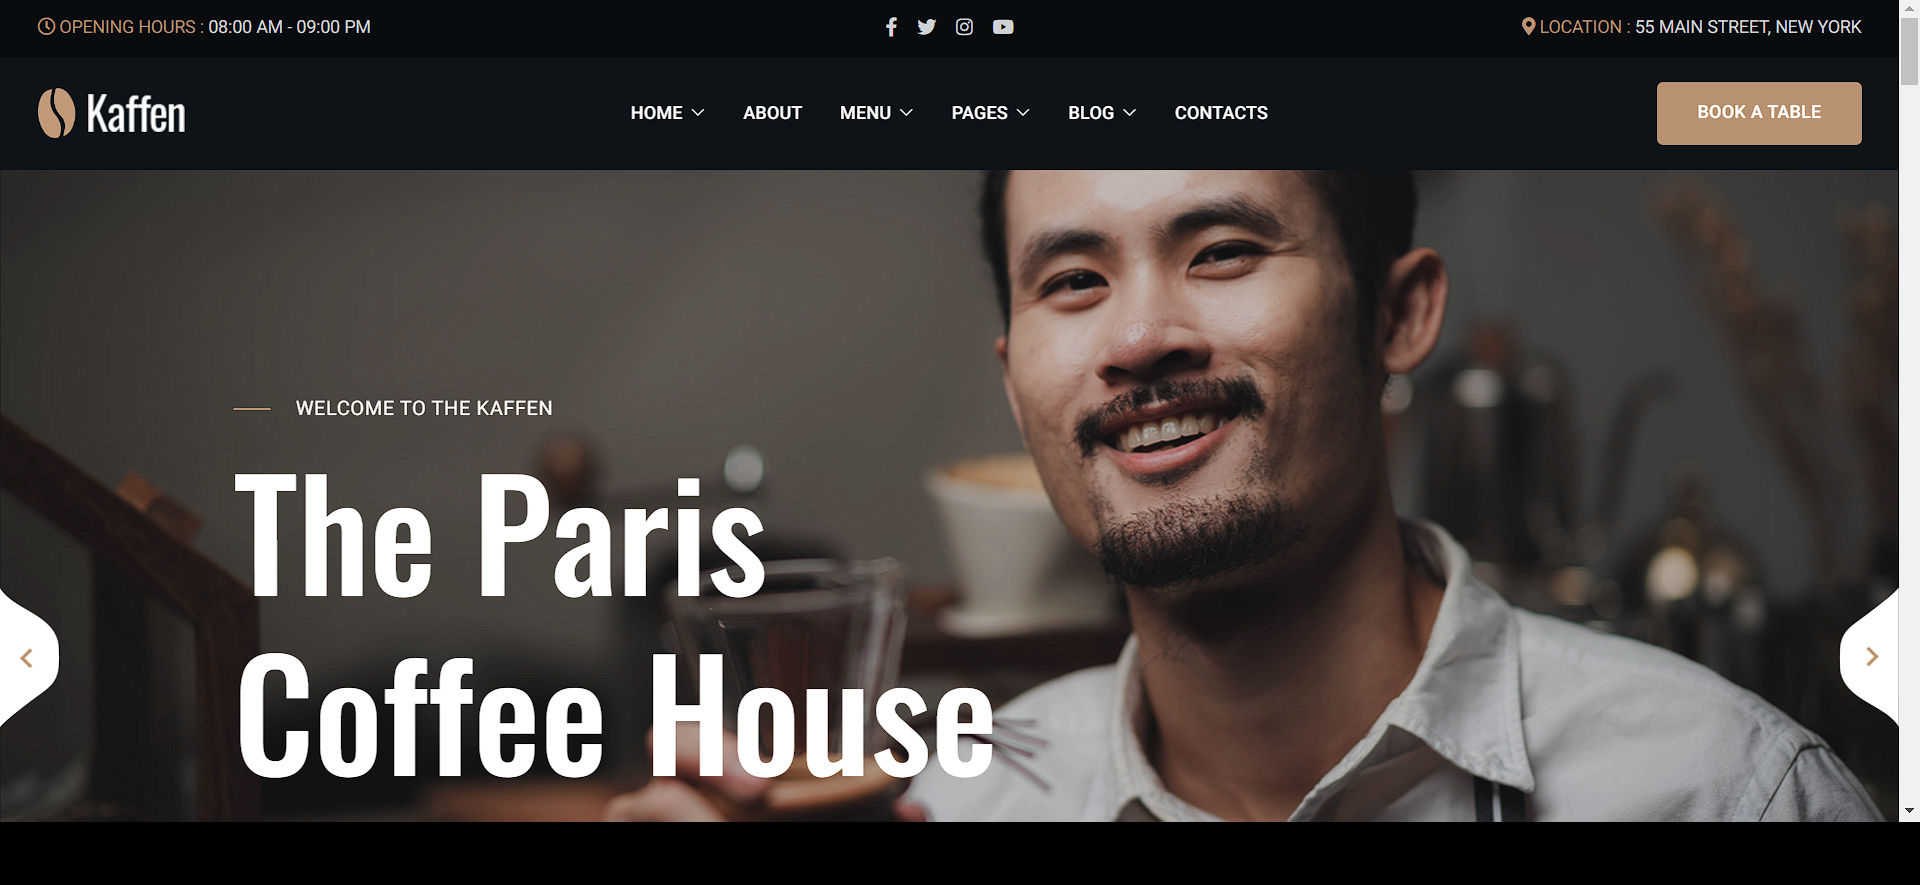 OPENING HOURS : 08:00 AM - 09:00 PM
LOCATION : 55 MAIN STREET, NEW YORK
Kaffen
HOME
ABOUT
MENU
PAGES
BLOG
CONTACTS
BOOK A TABLE
WELCOME TO THE KAFFEN
The Paris
Coffee House